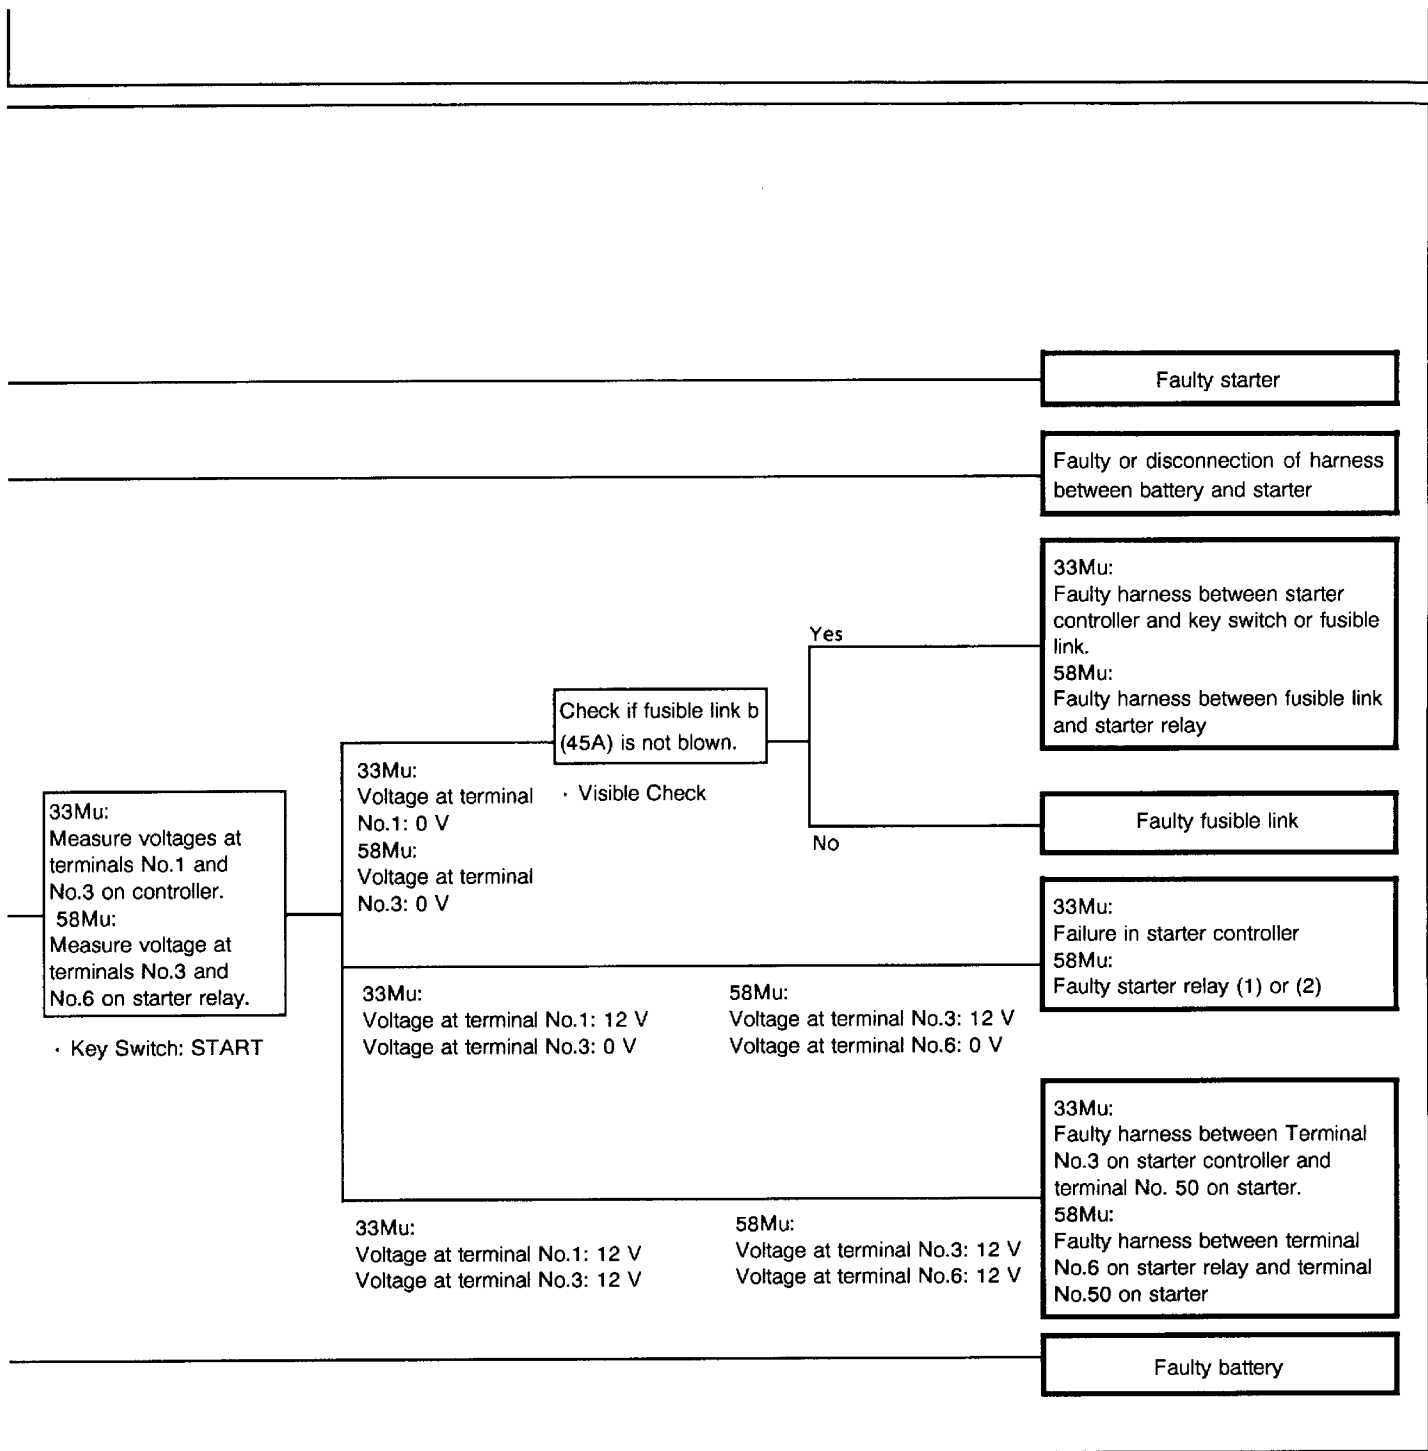 Faulty starter
Faulty or disconnection of harness
between battery and starter
33Mu:
Faulty harness between starter
controller and key switch or fusible
link.
58Mu:
Faulty harness between fusible link
and starter relay
Yes
Check if fusible link b
(45A) is not blown.
· Visible Check
33Mu:
Voltage at terminal
No.1: 0 V
58Mu:
Voltage at terminal
No.3: 0 V
33Mu:
Measure voltages at
terminals No.1 and
No.3 on controller.
58Mu:
Measure voltage at
terminals No.3 and
No.6 on starter relay.
· Key Switch: START
No
Faulty fusible link
33Mu:
Failure in starter controller
58Mu:
Faulty starter relay (1) or (2)
33Mu:
Voltage at terminal No.1: 12 V
Voltage at terminal No.3: 0 V
58Mu:
Voltage at terminal No.3: 12 V
Voltage at terminal No.6: 0 V
33Mu:
Faulty harness between Terminal
No.3 on starter controller and
terminal No. 50 on starter.
58Mu:
Faulty harness between terminal
No.6 on starter relay and terminal
No.50 on starter
33Mu:
Voltage at terminal No.1: 12 V
Voltage at terminal No.3: 12 V
58Mu:
Voltage at terminal No.3: 12 V
Voltage at terminal No.6: 12 V
Faulty battery